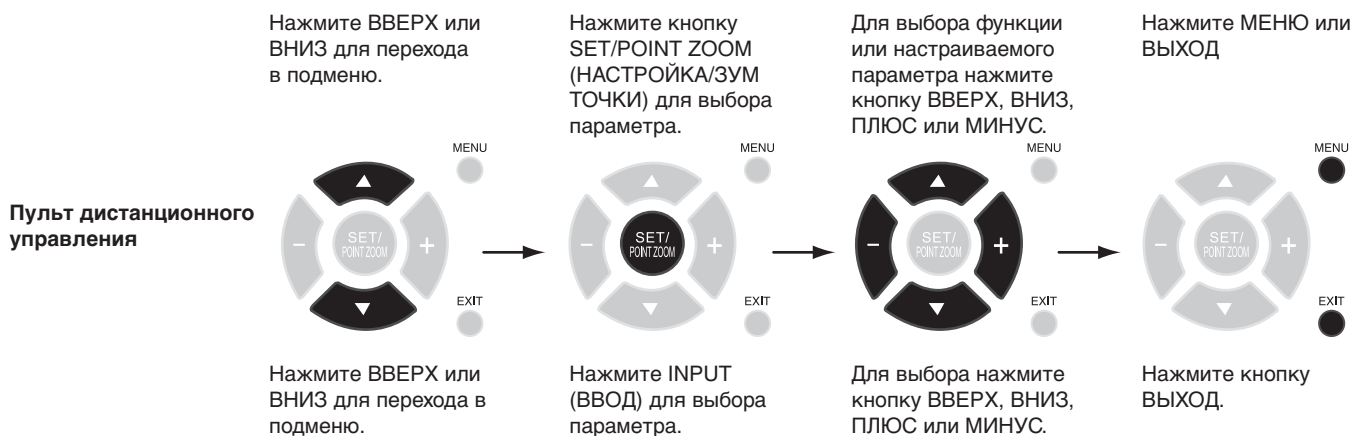 Нажмите ВВЕРХ или
ВНИЗ для перехода
в подменю.
Нажмите кнопку
SET/POINT ZOOM
(НАСТРОЙКА/ЗУМ
ТОЧКИ) для выбора
параметра.
Для выбора функции
или настраиваемого
параметра нажмите
кнопку ВВЕРХ, ВНИЗ,
ПЛЮС или МИНУС.
Нажмите МЕНЮ или
ВЫХОД
Пульт дистанционного
управления
MENU
SET/
POINT ZOOM
- +
EXIT
MENU
SET/
POINT ZOOM
- +
EXIT
MENU
SET/
POINT ZOOM
- +
EXIT
MENU
SET/
POINT ZOOM
- +
EXIT
Нажмите ВВЕРХ или
ВНИЗ для перехода в
подменю.
Нажмите INPUT
(ВВОД) для выбора
параметра.
Для выбора нажмите
кнопку ВВЕРХ, ВНИЗ,
ПЛЮС или МИНУС.
Нажмите кнопку
ВЫХОД.